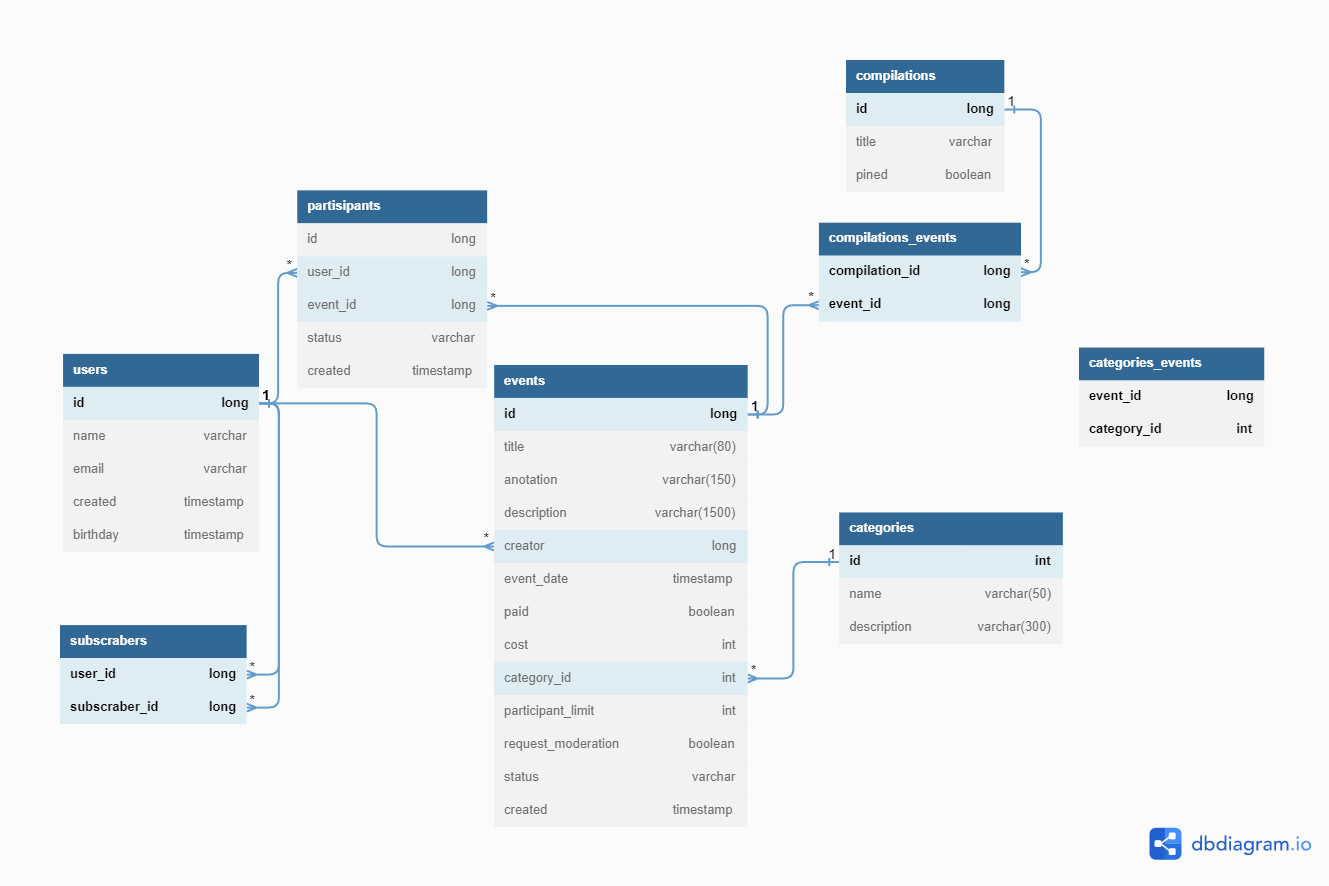 compilations
id long
title varchar
pined boolean
1
*
partisipants
id long
user_id long
event_id long
status varchar
created timestamp
*
*
compilations_events
compilation_id long
event_id long
*
categories_events
event_id long
category_id int
users
id long
name varchar
email varchar
created timestamp
birthday timestamp
1
events
id long
title varchar(80)
anotation varchar(150)
description varchar(1500)
creator long
event_date timestamp
paid boolean
cost int
category_id int
participant_limit int
request_moderation boolean
status varchar
created timestamp
1
*
*
categories
id int
name varchar(50)
description varchar(300)
1
subscrabers
user_id long
subscraber_id long
*
*
dbdiagram.io